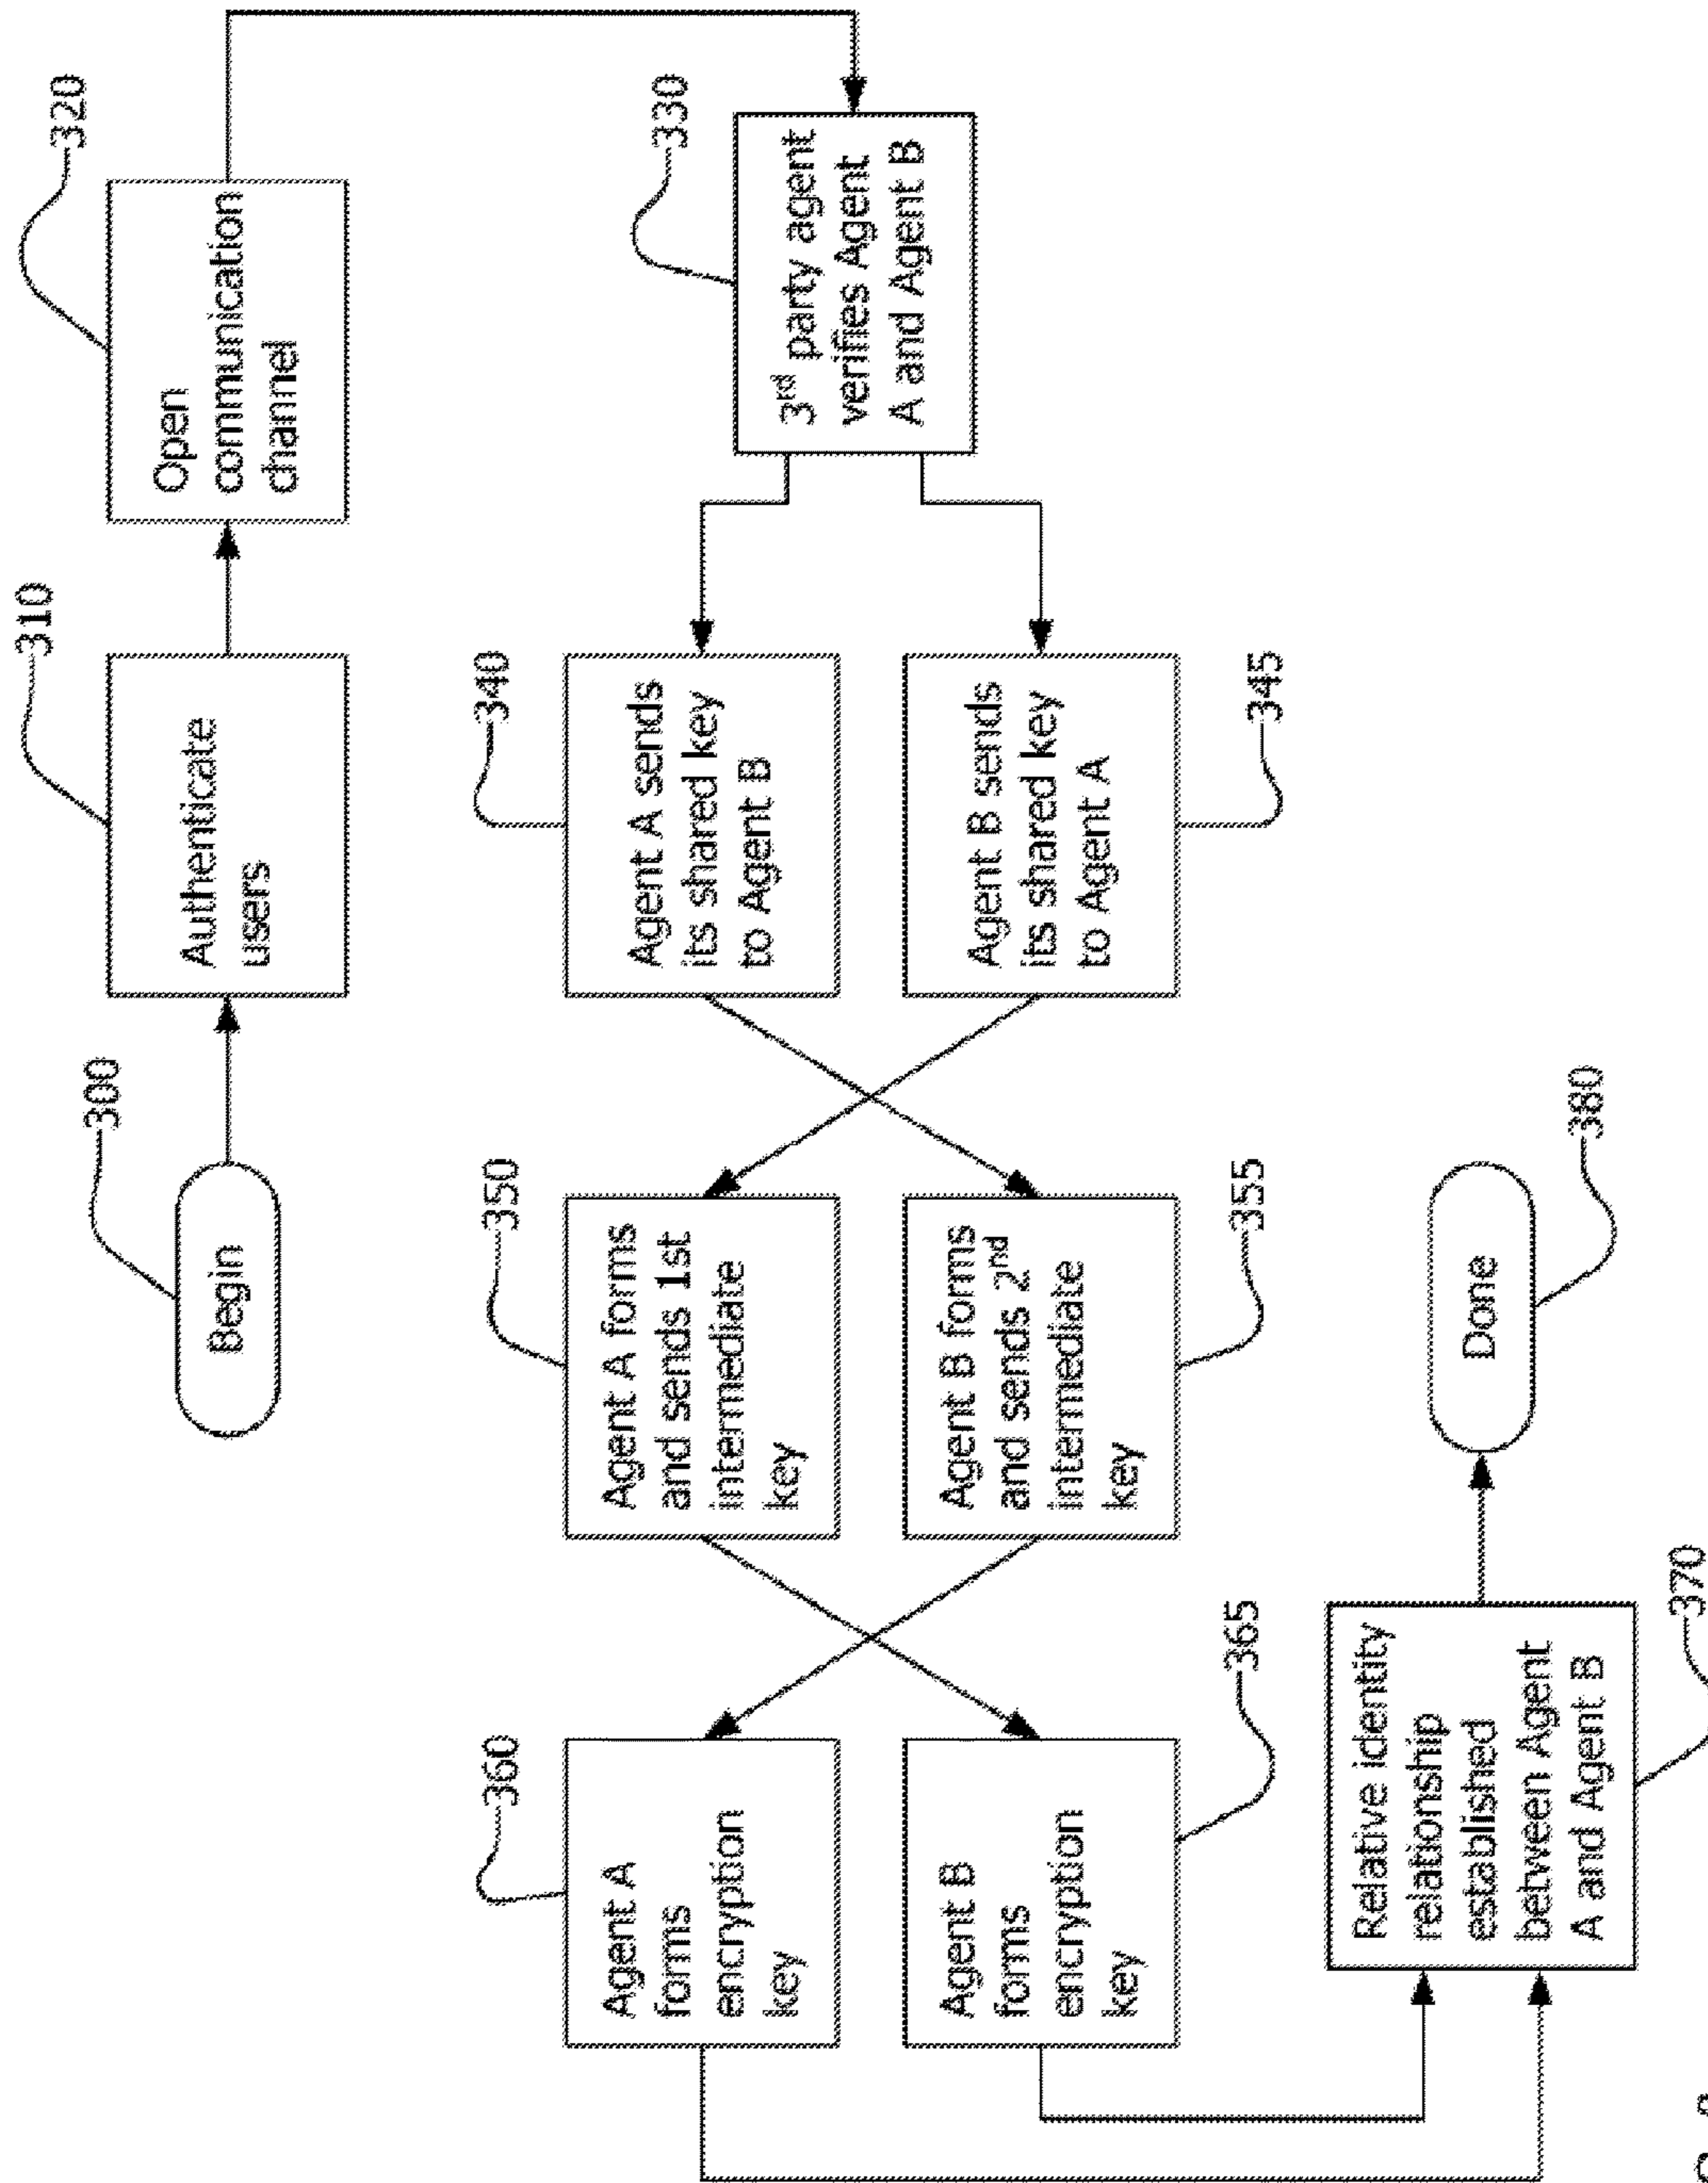 300
Begin
310
Authenticate
users
320
Open
communication
channel
330
3rd party agent
verifies Agent
A and Agent B
340
Agent A sends
its shared key
to Agent B
345
Agent B sends
its shared key
to Agent A
350
Agent A forms
and sends 1st
intermediate
key
355
Agent B forms
and sends 2nd
intermediate
key
360
Agent A
forms
encryption
key
365
Agent B
forms
encryption
key
370
Relative identity
relationship
established
between Agent
A and Agent B
380
Done